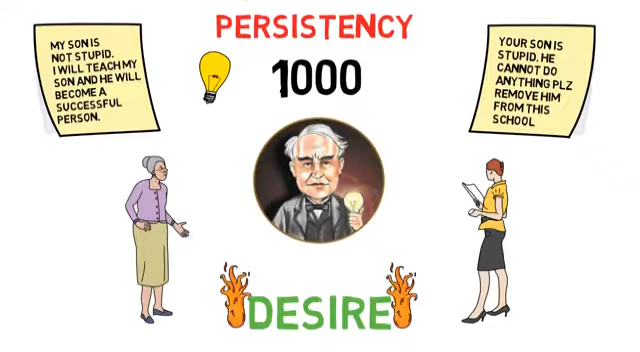 PERSISTENCY
1000
MY SON IS
NOT STUPID.
I WILL TEACH MY
SON AND HE WILL
BECOME A
SUCCESSFUL
PERSON.
YOUR SON IS
STUPID. HE
CANNOT DO
ANYTHING PLZ
REMOVE HIM
FROM THIS
SCHOOL
DESIRE